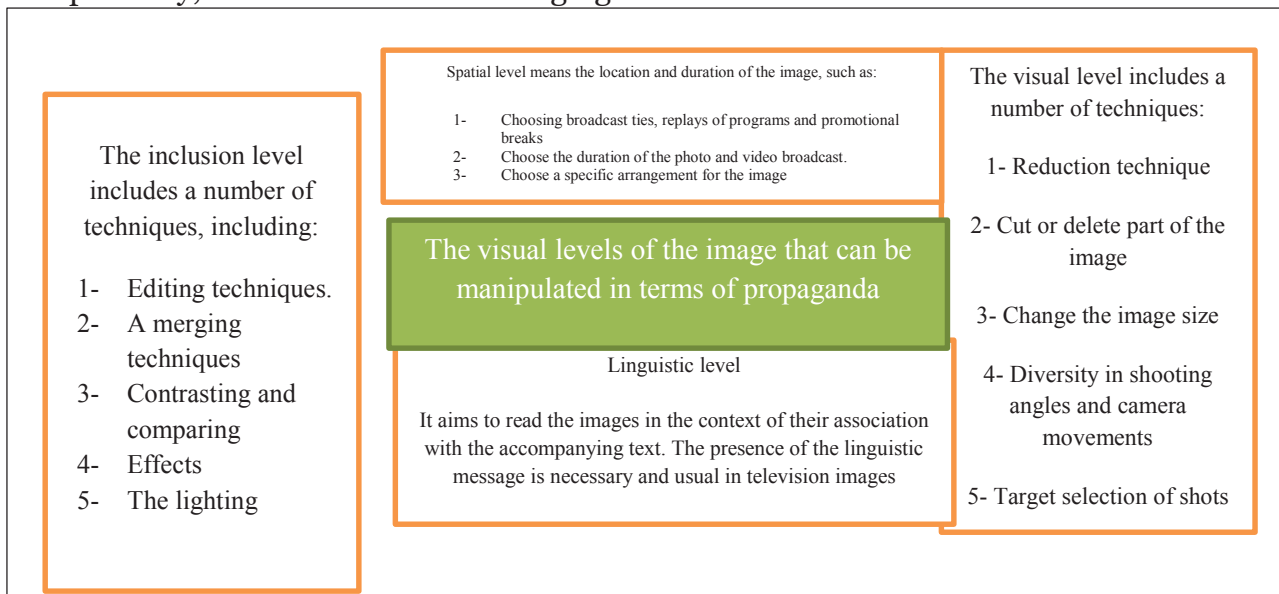 The inclusion level
includes a number of
techniques, including:
1- Editing techniques.
2- A merging
techniques
3- Contrasting and
comparing
4- Effects
5- The lighting
Spatial level means the location and duration of the image, such as:
1- Choosing broadcast ties, replays of programs and promotional
breaks
2- Choose the duration of the photo and video broadcast.
3- Choose a specific arrangement for the image
The visual levels of the image that can be
manipulated in terms of propaganda
Linguistic level
It aims to read the images in the context of their association
with the accompanying text. The presence of the linguistic
message is necessary and usual in television images
The visual level includes a
number of techniques:
1- Reduction technique
2- Cut or delete part of the
image
3- Change the image size
4- Diversity in shooting
angles and camera
movements
5- Target selection of shots